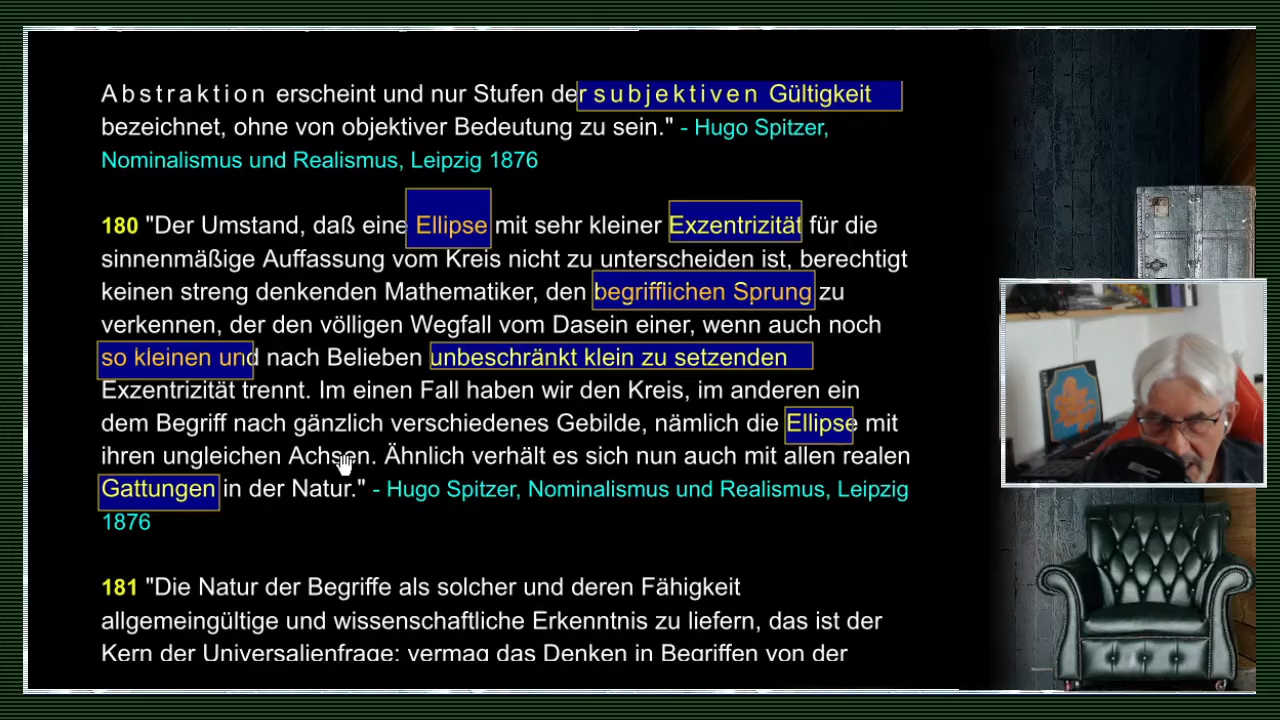 Abstraktion erscheint und nur Stufen der subjektiven Gültigkeit
bezeichnet, ohne von objektiver Bedeutung zu sein." - Hugo Spitzer,
Nominalismus und Realismus, Leipzig 1876
180 "Der Umstand, daß eine Ellipse mit sehr kleiner Exzentrizität für die
sinnenmäßige Auffassung vom Kreis nicht zu unterscheiden ist, berechtigt
keinen streng denkenden Mathematiker, den begrifflichen Sprung zu
verkennen, der den völligen Wegfall vom Dasein einer, wenn auch noch
so kleinen und nach Belieben unbeschränkt klein zu setzenden
Exzentrizität trennt. Im einen Fall haben wir den Kreis, im anderen ein
dem Begriff nach gänzlich verschiedenes Gebilde, nämlich die Ellipse mit
ihren ungleichen Achsen. Ähnlich verhält es sich nun auch mit allen realen
Gattungen in der Natur." - Hugo Spitzer, Nominalismus und Realismus, Leipzig
1876
181 "Die Natur der Begriffe als solcher und deren Fähigkeit
allgemeingültige und wissenschaftliche Erkenntnis zu liefern, das ist der
Kern der Universalienfrage: vermag das Denken in Begriffen von der